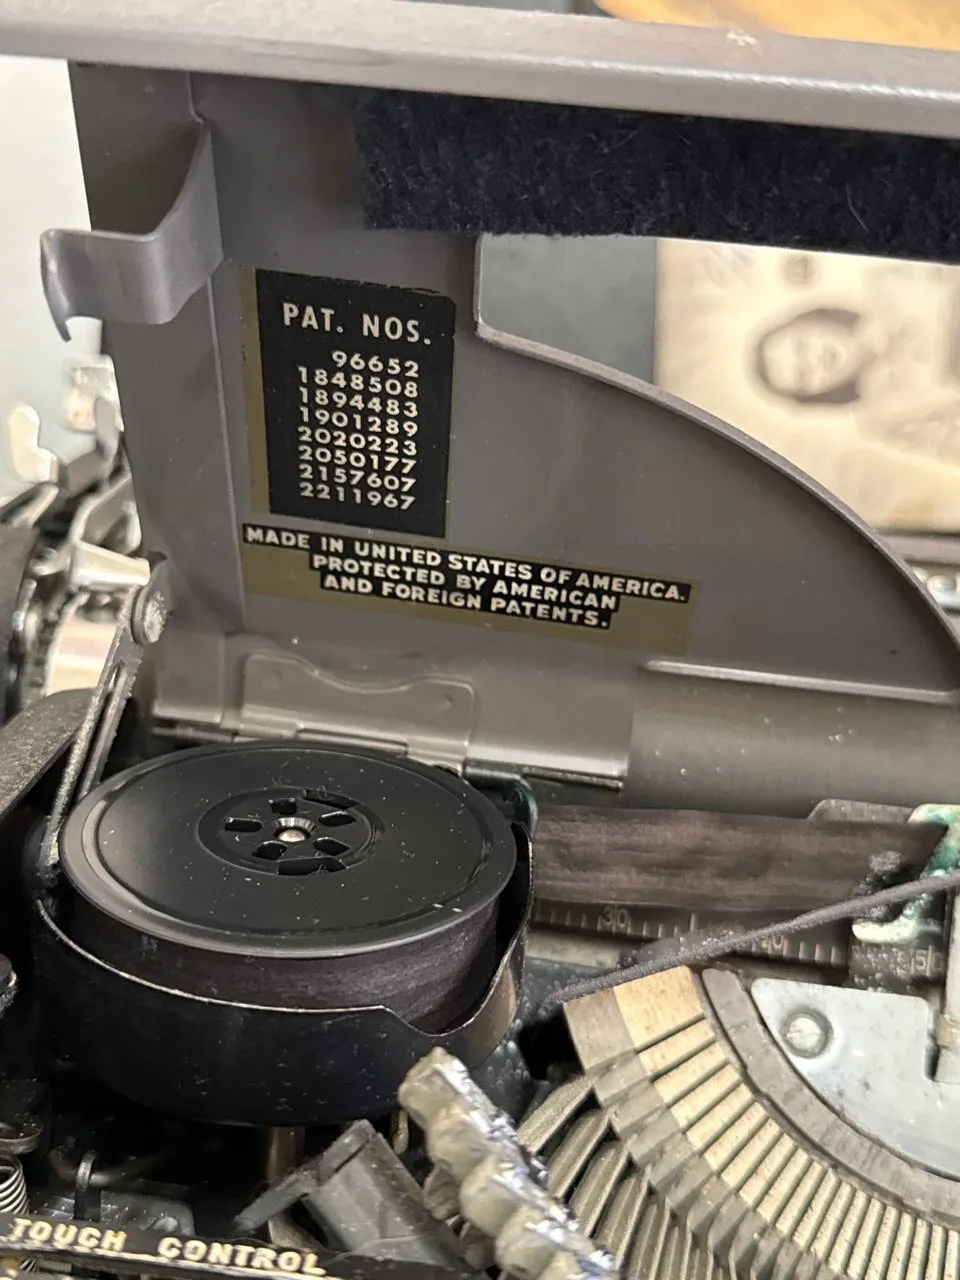 PAT. NOS.
96652
1848508
1894483
1901289
2020223
2050177
2157607
2211967
MADE IN UNITED STATES OF AMERICA.
PROTECTED BY AMERICAN
AND FOREIGN PATENTS.
30
40
TOUCH CONTROL